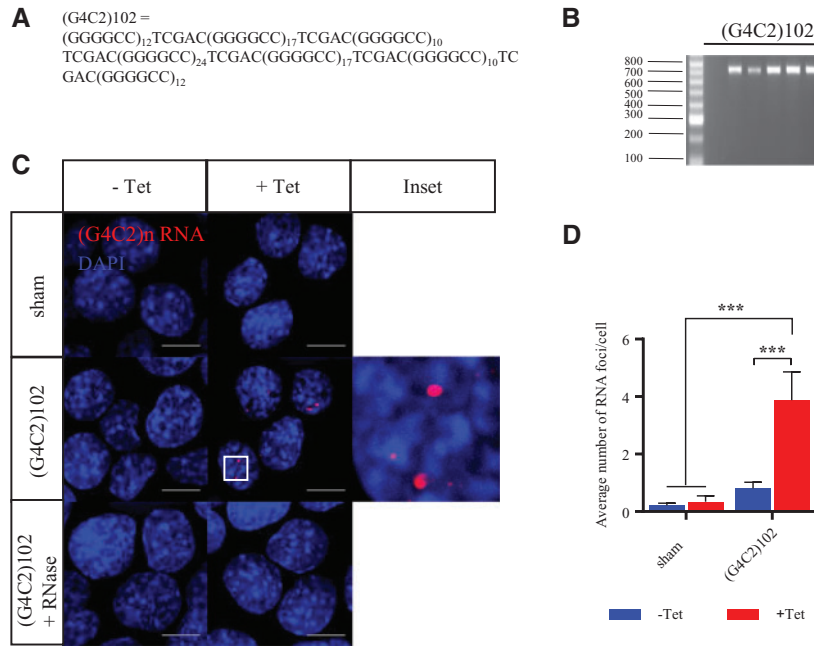 A
(G4C2)102 =
(GGGGCC)12TCGAC(GGGGCC)17TCGAC(GGGGCC)10
TCGAC(GGGGCC)24TCGAC(GGGGCC)17TCGAC(GGGGCC)10TC
GAC(GGGGCC)12
B
(G4C2)102
800
700
600
500
400
300
200
100
C
- Tet
+ Tet
Inset
sham
(G4C2)n RNA
DAPI
(G4C2)102
(G4C2)102
+ RNase
D
Average number of RNA foci/cell
6
4
2
0
***
***
sham
(G4C2)102
-Tet
+Tet